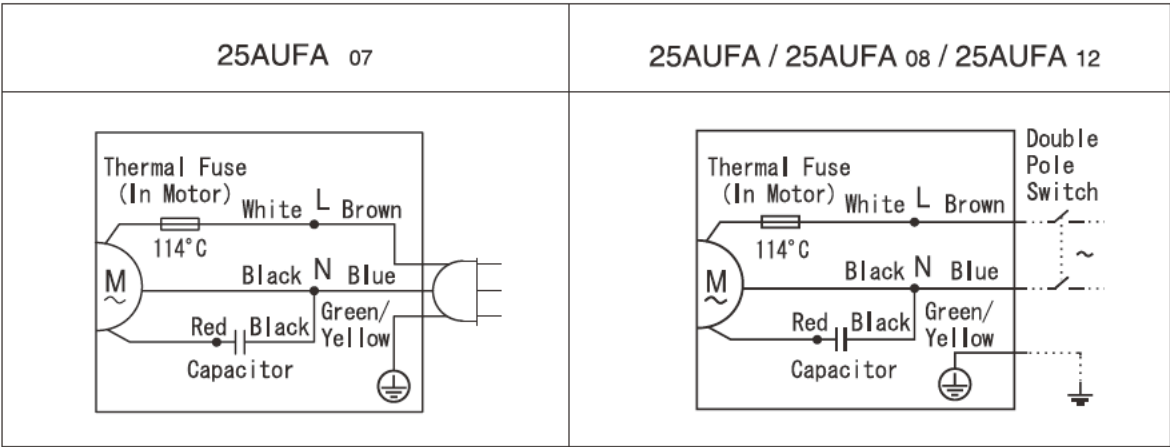 25AUFA 07
Thermal Fuse
(In Motor)
White L Brown
114°C
M
~
Black N Blue
Green/
Yellow
Red Black
Capacitor
25AUFA / 25AUFA 08 / 25AUFA 12
Double
Pole
Switch
Thermal Fuse
(In Motor)
White L Brown
114°C
~
M
~
Black N Blue
Green/
Yellow
Red Black
Capacitor